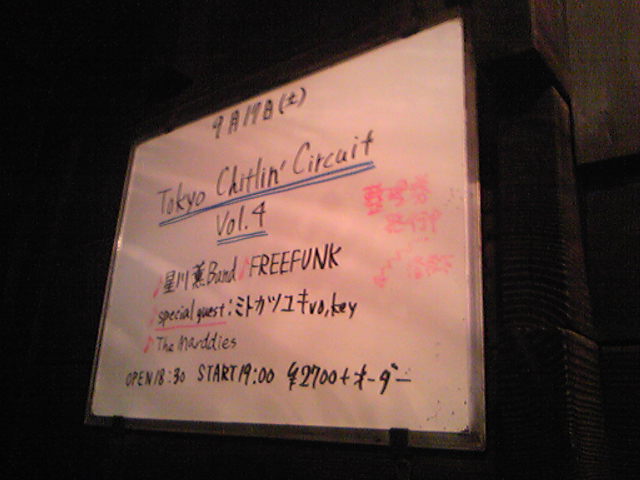 9月19日(土)
Tokyo Chitlin' Circuit
Vol.4
♪星川薫Band ♪FREEFUNK
♪special guest:ミトカツユキvo,key
♪The Marddies
OPEN18:30 START19:00 ¥2700+オーダー